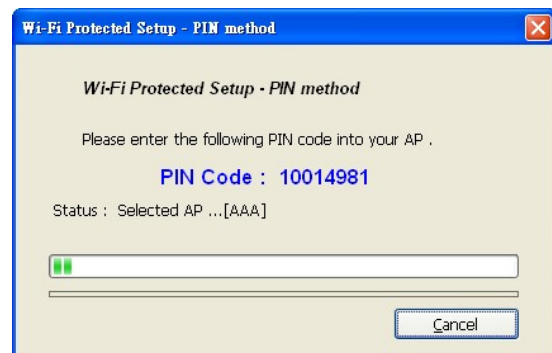 Wi-Fi Protected Setup - PIN method
Wi-Fi Protected Setup - PIN method
Please enter the following PIN code into your AP .
PIN Code : 10014981
Status : Selected AP ...[AAA]
Cancel